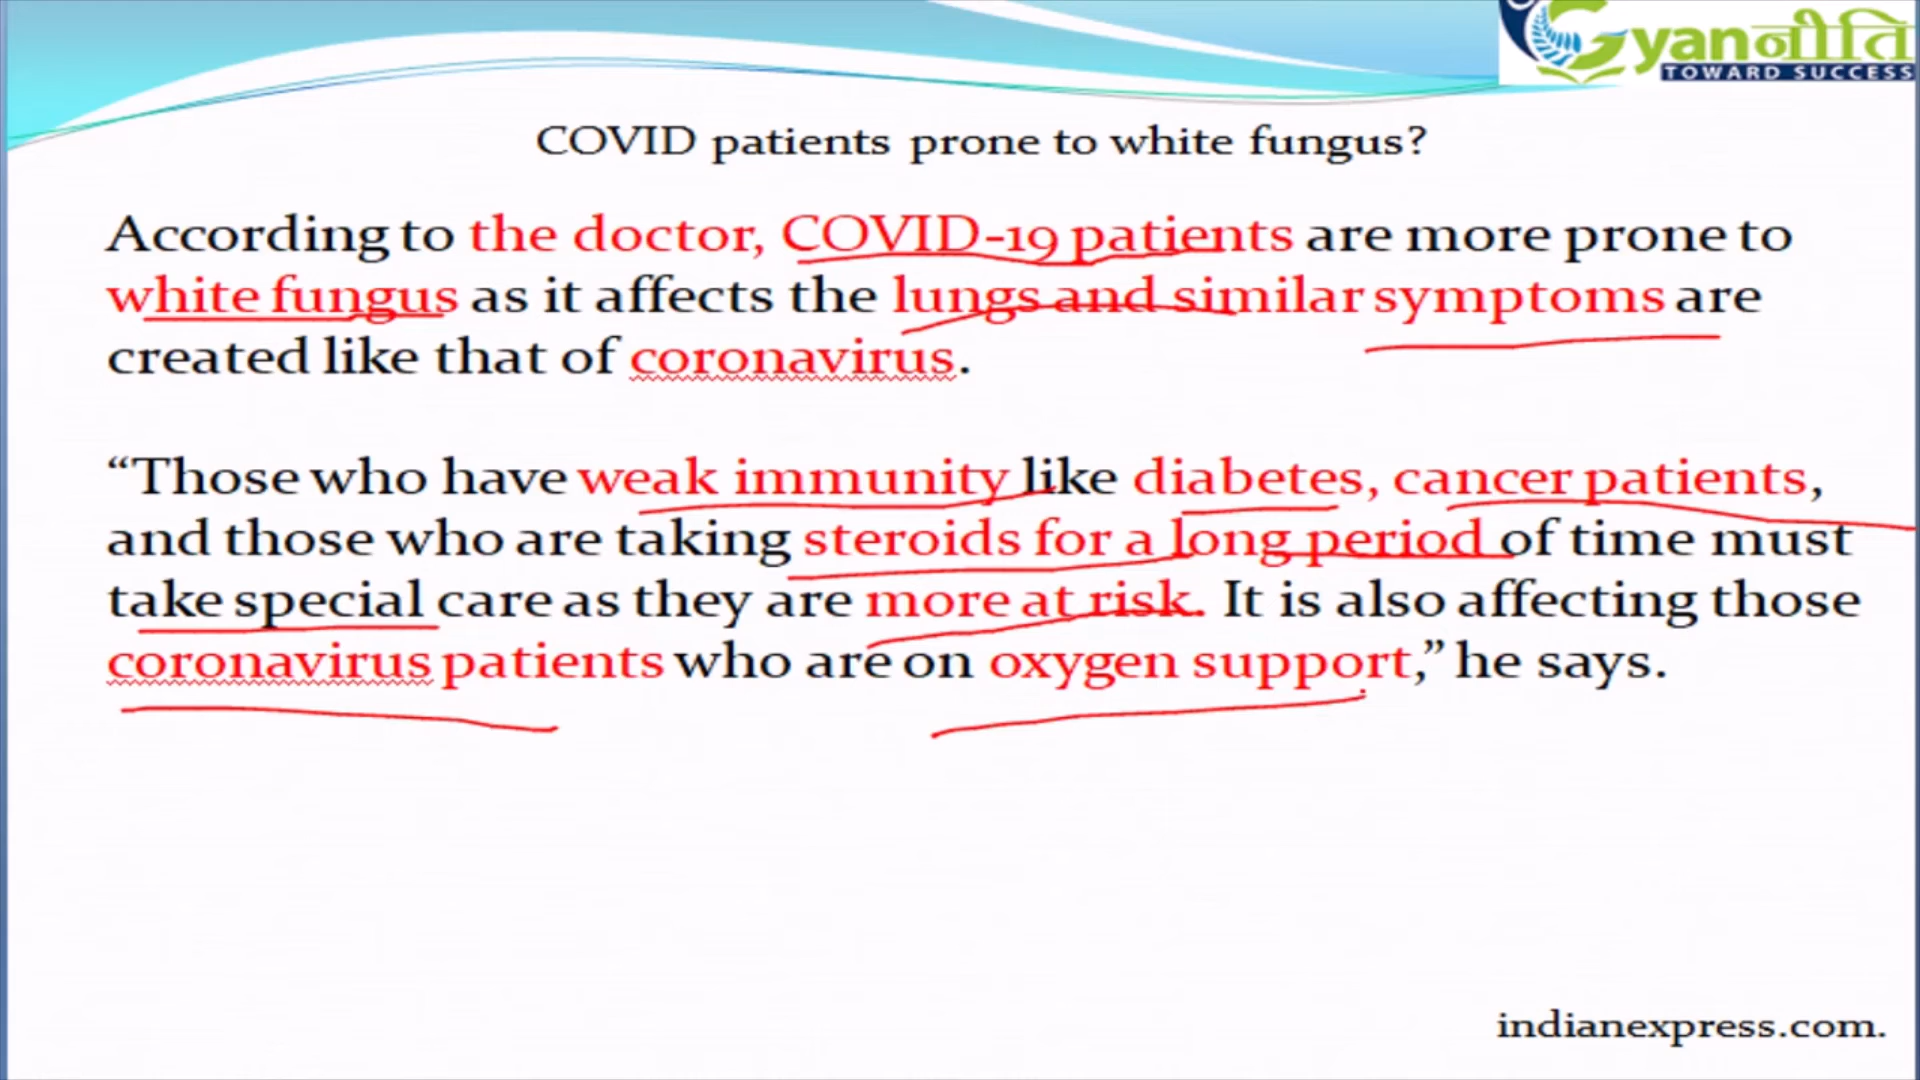 Gyanनीति
TOWARD SUCCESS
COVID patients prone to white fungus?
According to the doctor, COVID-19 patients are more prone to
white fungus as it affects the lungs and similar symptoms are
created like that of coronavirus.
“Those who have weak immunity like diabetes, cancer patients,
and those who are taking steroids for a long period of time must
take special care as they are more at risk. It is also affecting those
coronavirus patients who are on oxygen support,” he says.
indianexpress.com.